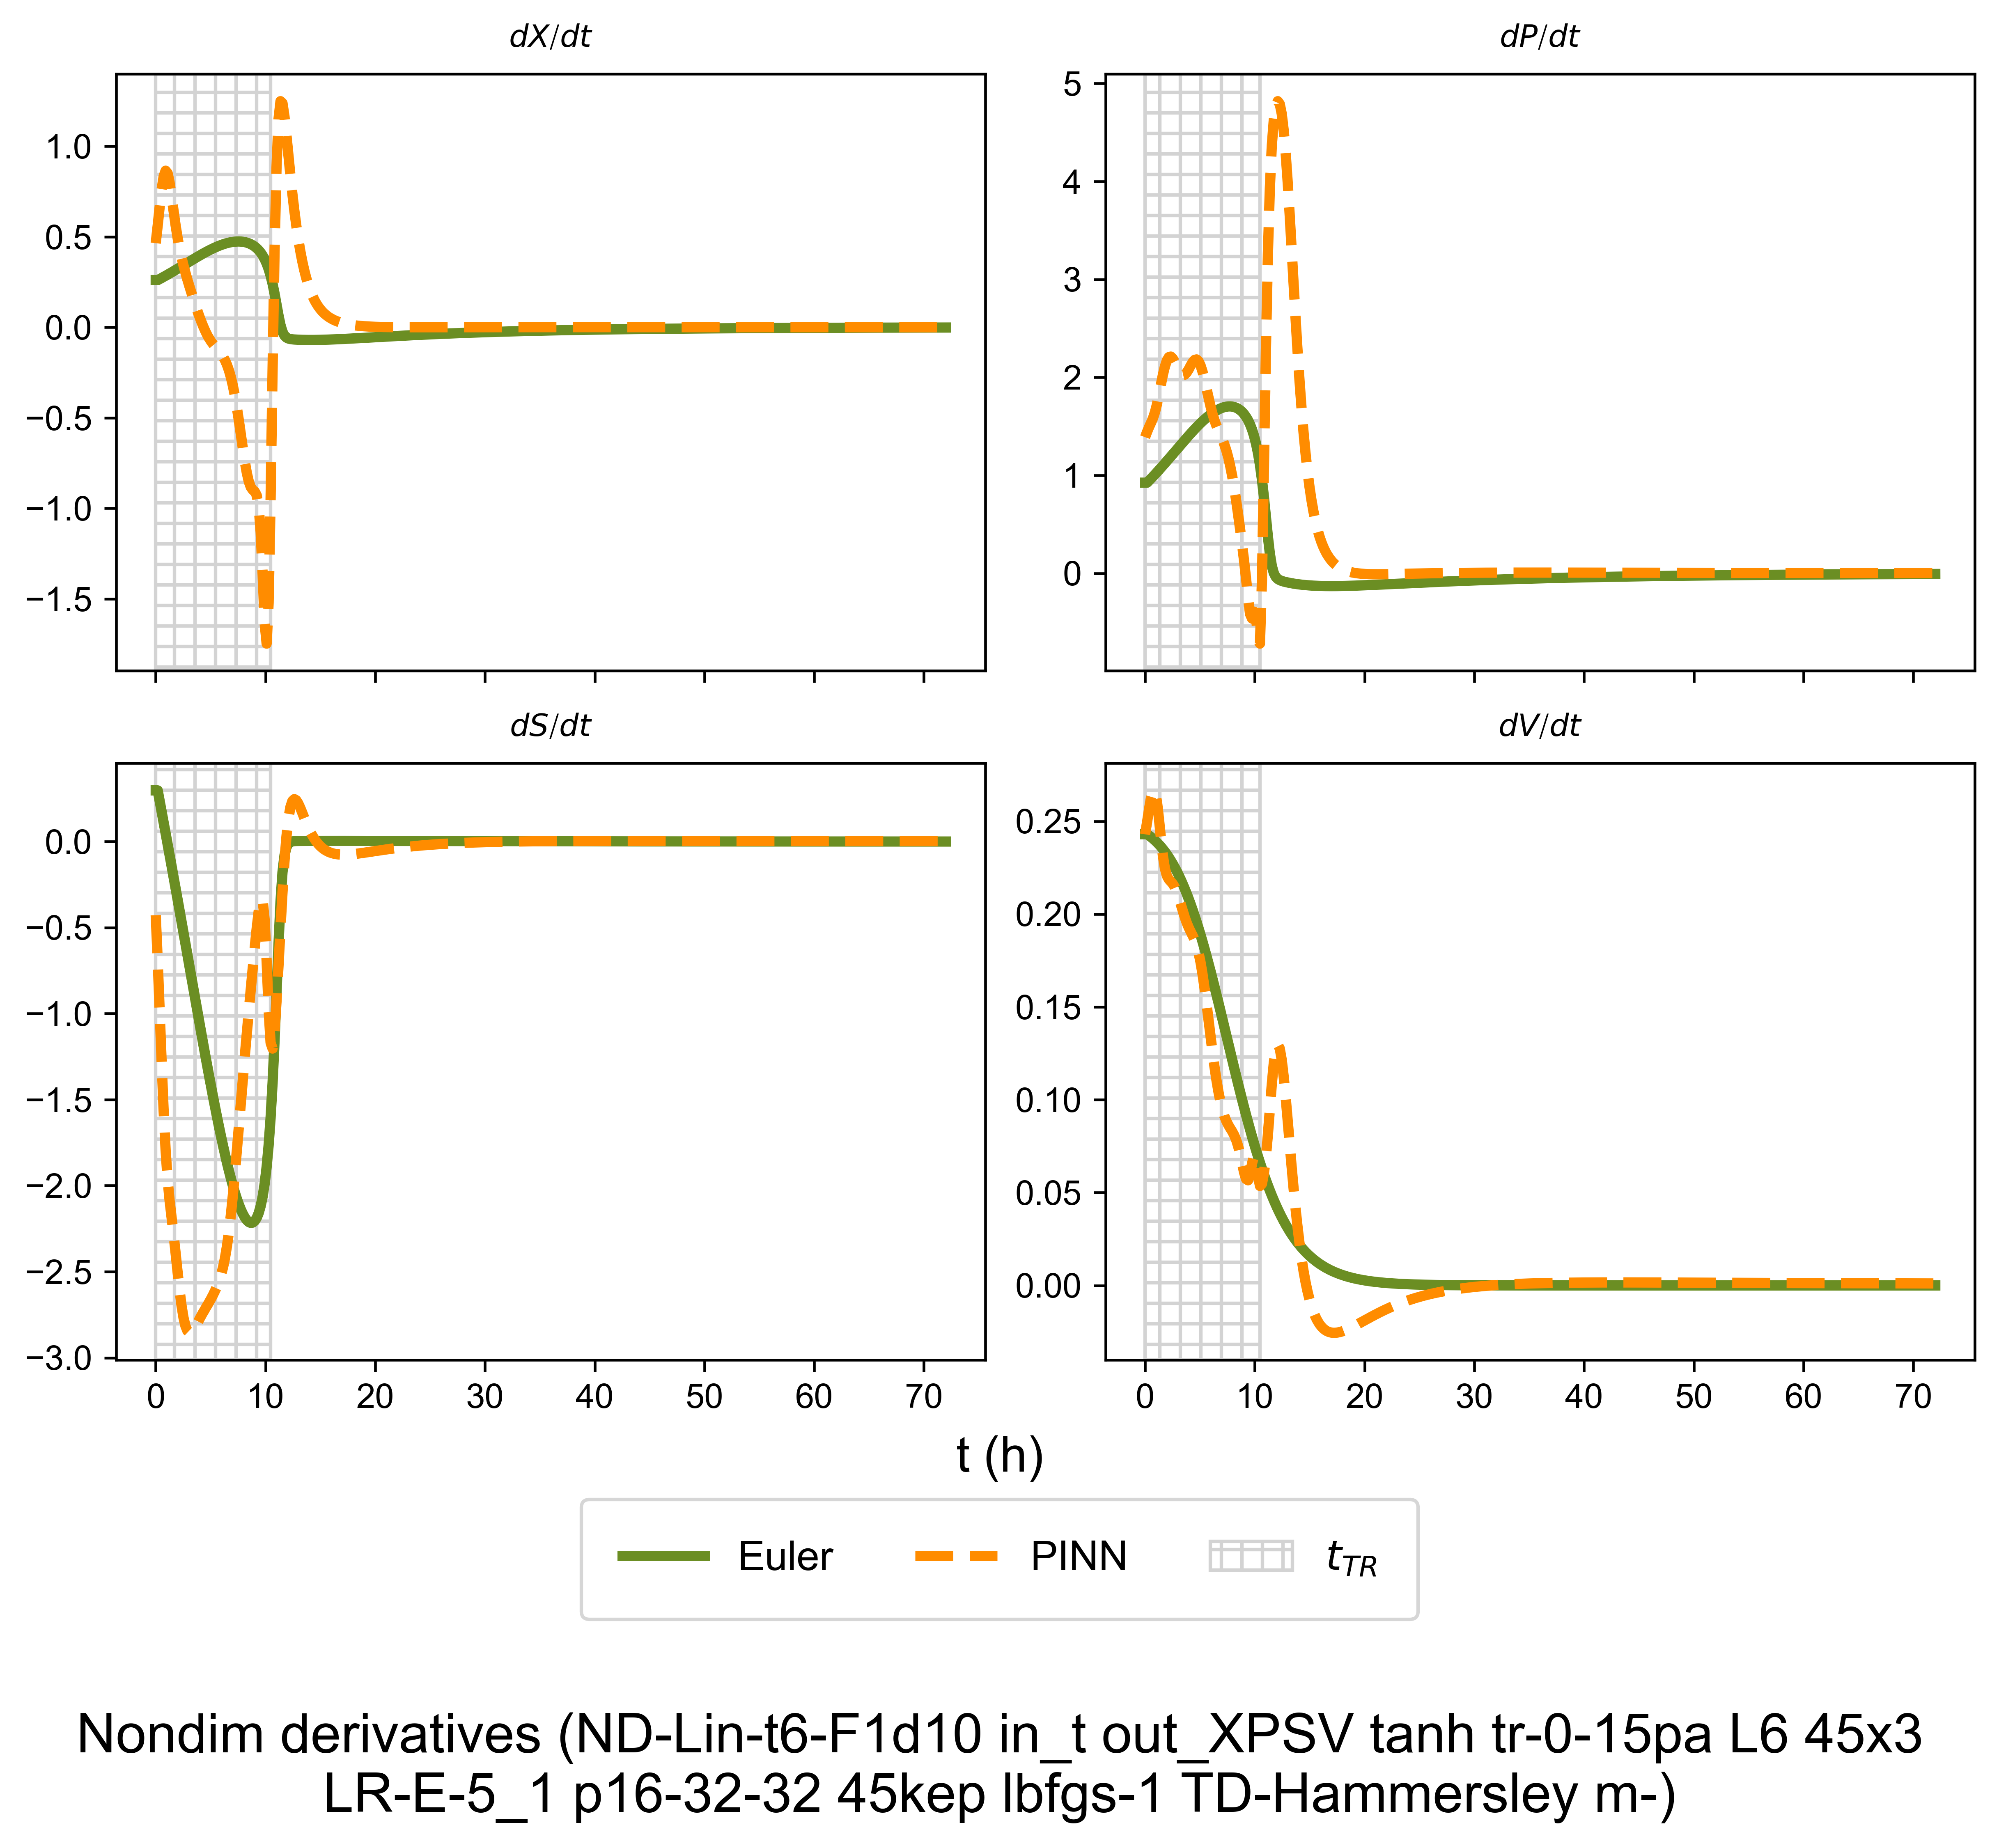 dX/dt
dP/dt
1.0
0.5
0.0
−0.5
−1.0
−1.5
5
4
3
2
1
0
dS/dt
dV/dt
0.0
−0.5
−1.0
−1.5
−2.0
−2.5
−3.0
0 10 20 30 40 50 60 70
0.25
0.20
0.15
0.10
0.05
0.00
0 10 20 30 40 50 60 70
t (h)
Euler PINN t_TR
Nondim derivatives (ND-Lin-t6-F1d10 in_t out_XPSV tanh tr-0-15pa L6 45x3
LR-E-5_1 p16-32-32 45kep lbfgs-1 TD-Hammersley m-)